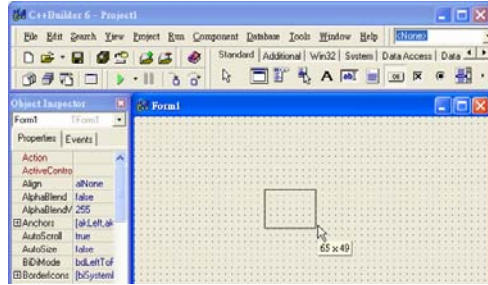 C++Builder 6 - Project1
File Edit Search View Project Run Component Database Tools Window Help <None>
Standard Additional Win32 System Data Access Data
Object Inspector
Form1 TForm1
Properties Events
Action
ActiveContro
Align alNone
AlphaBlend false
AlphaBlendV 255
Anchors [akLeft,ak
AutoScroll true
AutoSize false
BiDiMode bdLeftToF
BorderIcons [biSystemI
Form1
65 x 49